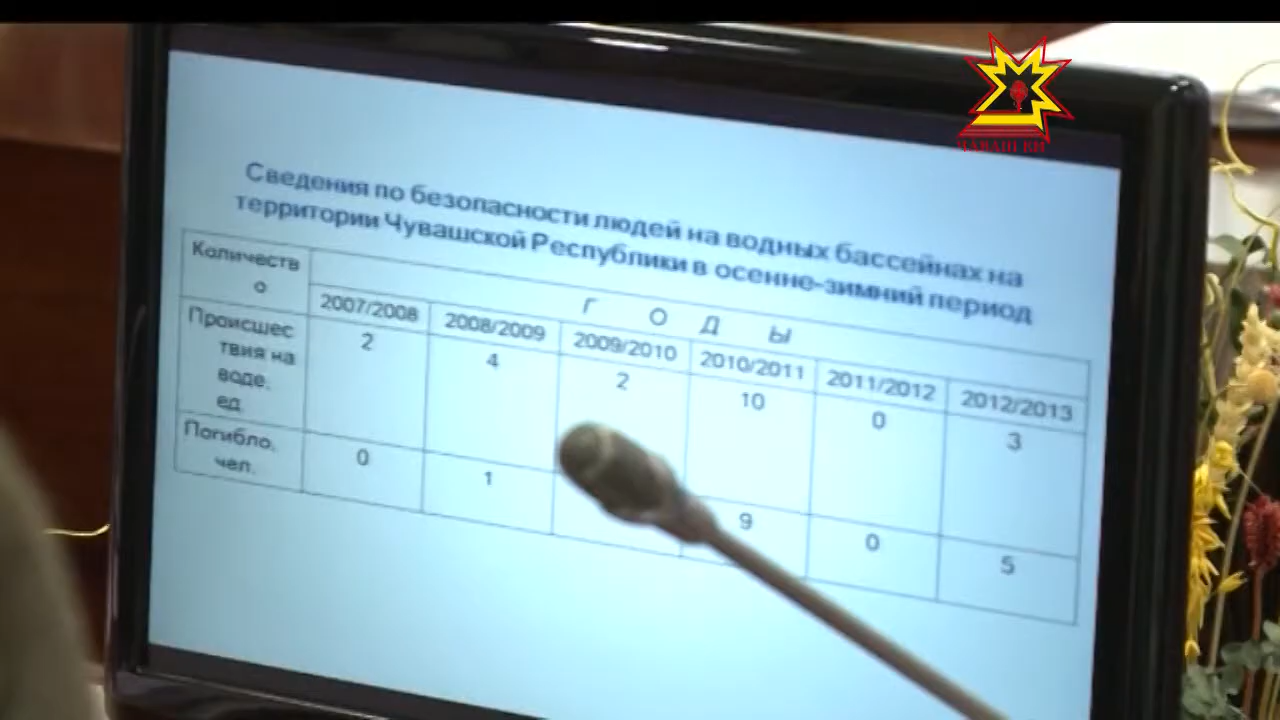 ЧĂВАШ ЕН
Сведения по безопасности людей на водных бассейнах на
территории Чувашской Республики в осенне-зимний период
Количеств
о
Г О Д Ы
2007/2008 2008/2009 2009/2010 2010/2011 2011/2012 2012/2013
Происшес
твия на
воде,
ед.
2 4 2 10 0 3
Погибло,
чел.
0 1 9 0 5